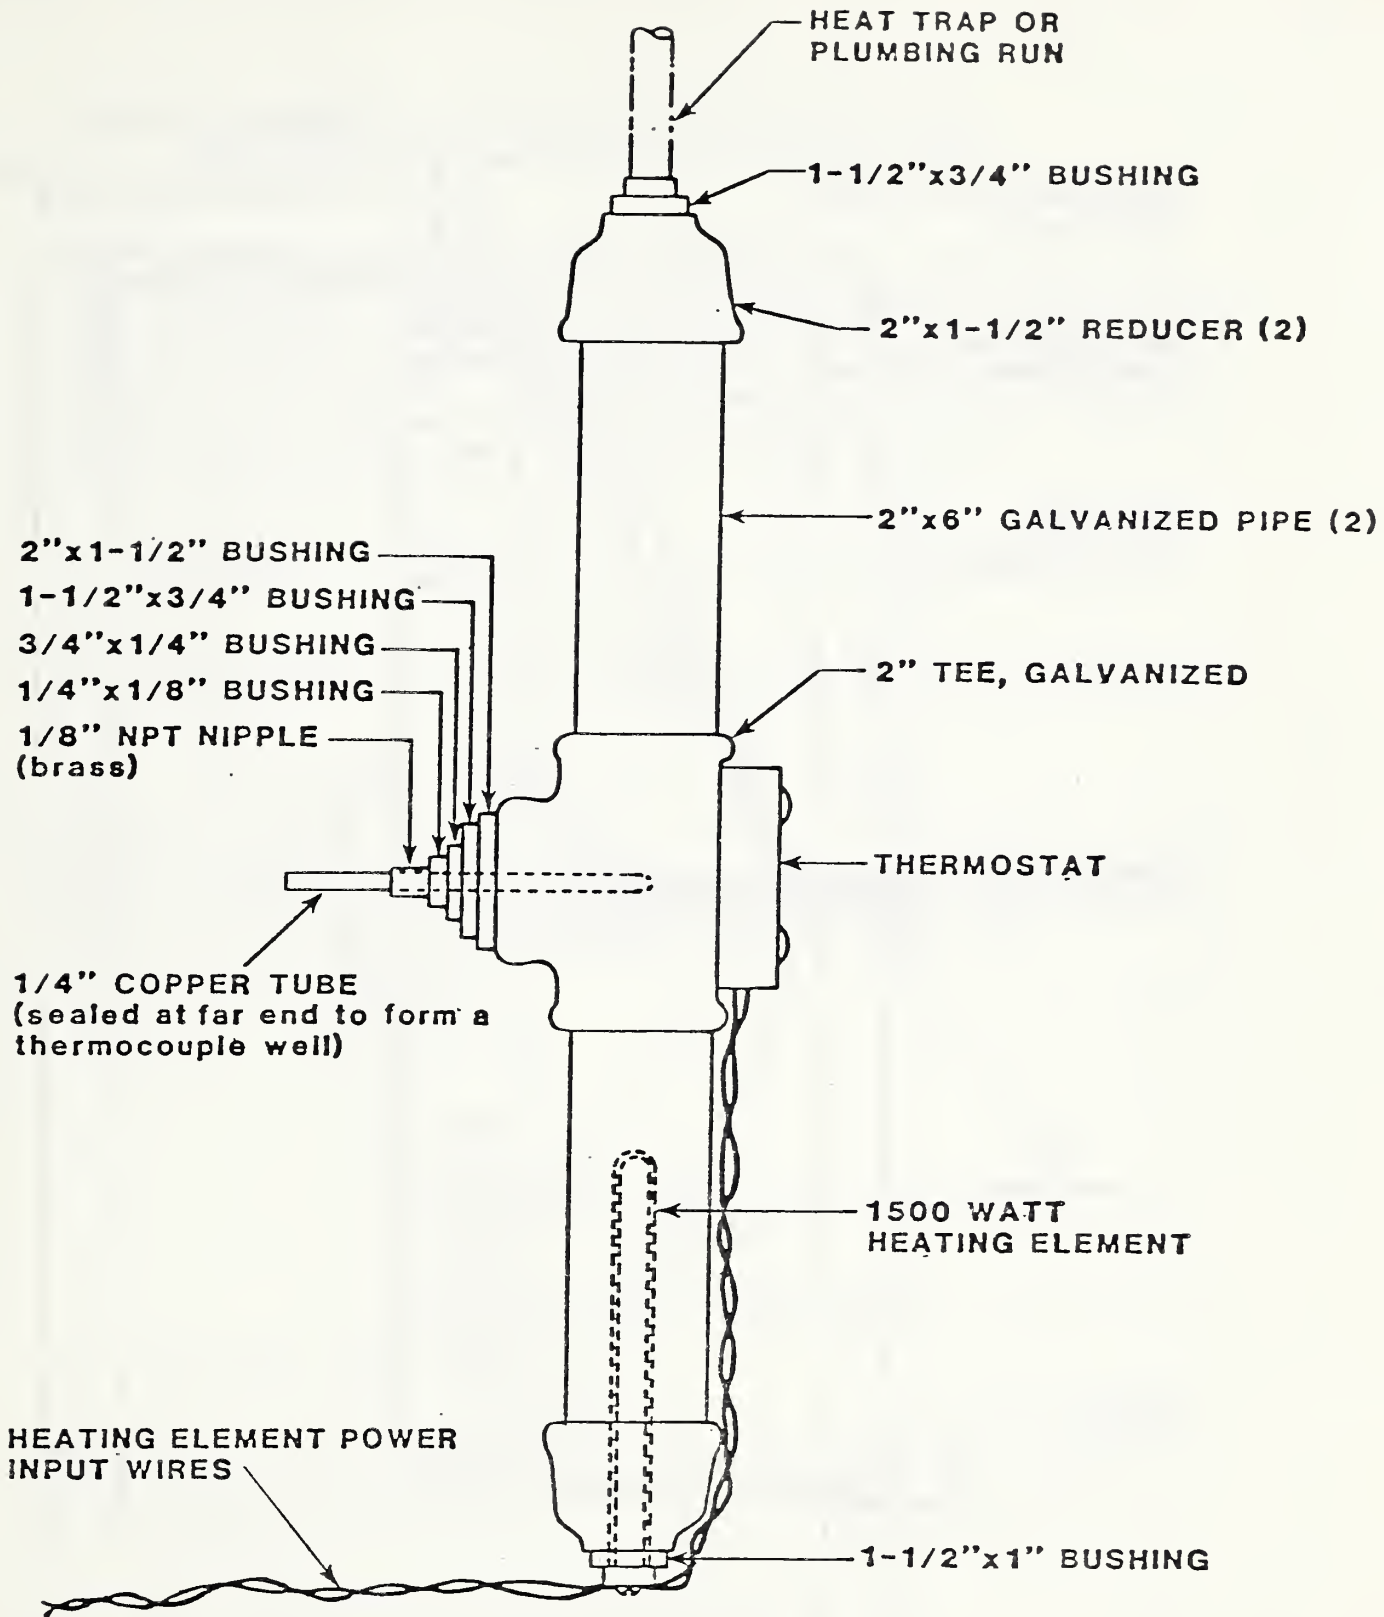 HEAT TRAP OR
PLUMBING RUN
1-1/2"x3/4" BUSHING
2"x1-1/2" REDUCER (2)
2"x6" GALVANIZED PIPE (2)
2"x1-1/2" BUSHING
1-1/2"x3/4" BUSHING
3/4"x1/4" BUSHING
1/4"x1/8" BUSHING
1/8" NPT NIPPLE
(brass)
2" TEE, GALVANIZED
THERMOSTAT
1/4" COPPER TUBE
(sealed at far end to form a
thermocouple well)
1500 WATT
HEATING ELEMENT
HEATING ELEMENT POWER
INPUT WIRES
1-1/2"x1" BUSHING